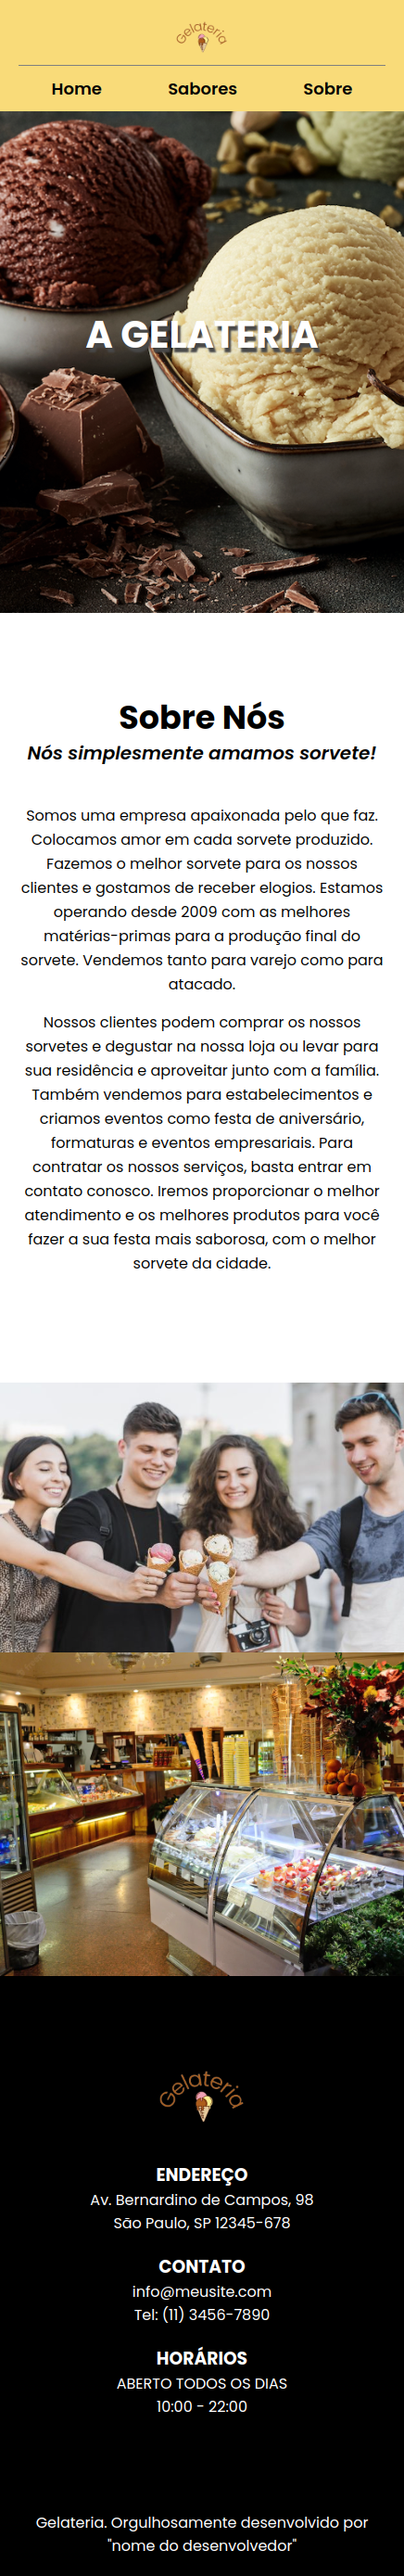 Gelateria
Home Sabores Sobre
A GELATERIA
Sobre Nós
Nós simplesmente amamos sorvete!
Somos uma empresa apaixonada pelo que faz.
Colocamos amor em cada sorvete produzido.
Fazemos o melhor sorvete para os nossos
clientes e gostamos de receber elogios. Estamos
operando desde 2009 com as melhores
matérias-primas para a produção final do
sorvete. Vendemos tanto para varejo como para
atacado.
Nossos clientes podem comprar os nossos
sorvetes e degustar na nossa loja ou levar para
sua residência e aproveitar junto com a família.
Também vendemos para estabelecimentos e
criamos eventos como festa de aniversário,
formaturas e eventos empresariais. Para
contratar os nossos serviços, basta entrar em
contato conosco. Iremos proporcionar o melhor
atendimento e os melhores produtos para você
fazer a sua festa mais saborosa, com o melhor
sorvete da cidade.
Gelateria
ENDEREÇO
Av. Bernardino de Campos, 98
São Paulo, SP 12345-678
CONTATO
info@meusite.com
Tel: (11) 3456-7890
HORÁRIOS
ABERTO TODOS OS DIAS
10:00 - 22:00
Gelateria. Orgulhosamente desenvolvido por
"nome do desenvolvedor"